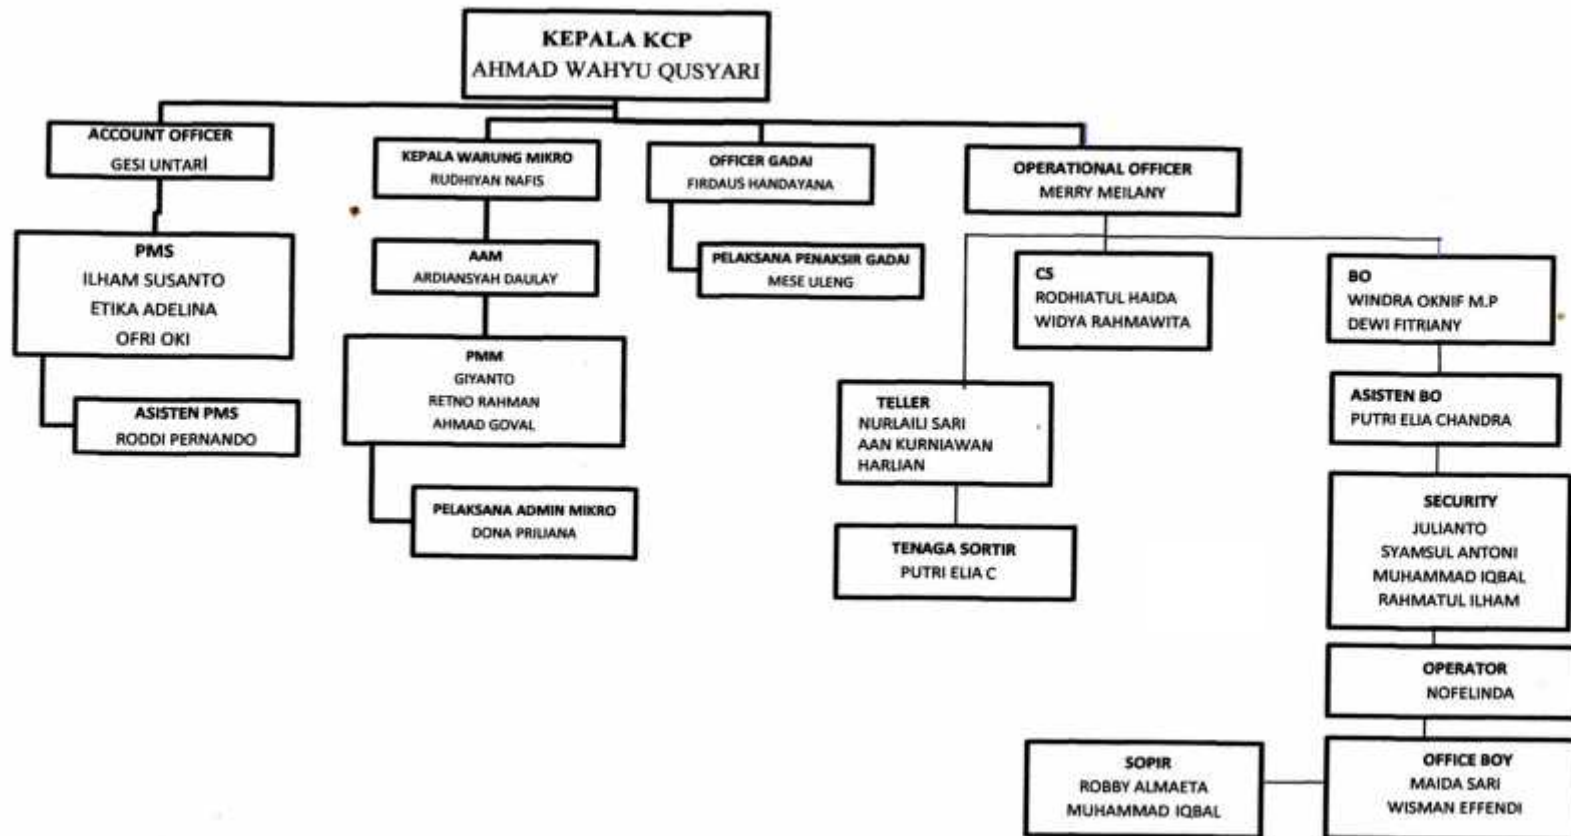 KEPALA KCP
AHMAD WAHYU QUSYARI
ACCOUNT OFFICER
GESI UNTARI
PMS
ILHAM SUSANTO
ETIKA ADELINA
OFRI OKI
ASISTEN PMS
RODDI PERNANDO
KEPALA WARUNG MIKRO
RUDHIYAN NAFIS
AAM
ARDIANSYAH DAULAY
PMM
GIYANTO
RETNO RAHMAN
AHMAD GOVAL
PELAKSANA ADMIN MIKRO
DONA PRILIANA
OFFICER GADAI
FIRDAUS HANDAYANA
PELAKSANA PENAKSIR GADAI
MESE ULENG
OPERATIONAL OFFICER
MERRY MEILANY
TELLER
NURLAILI SARI
AAN KURNIAWAN
HARLIAN
TENAGA SORTIR
PUTRI ELIA C
CS
RODHIATUL HAIDA
WIDYA RAHMAWITA
BO
WINDRA OKNIF M.P
DEWI FITRIANY
ASISTEN BO
PUTRI ELIA CHANDRA
SECURITY
JULIANTO
SYAMSUL ANTONI
MUHAMMAD IQBAL
RAHMATUL ILHAM
OPERATOR
NOFELINDA
OFFICE BOY
MAIDA SARI
WISMAN EFFENDI
SOPIR
ROBBY ALMAETA
MUHAMMAD IQBAL